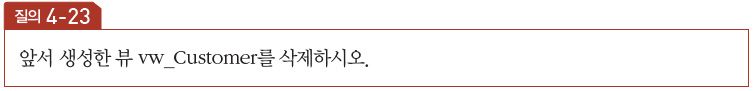 질의 4-23
앞서 생성한 뷰 vw_Customer를 삭제하시오.